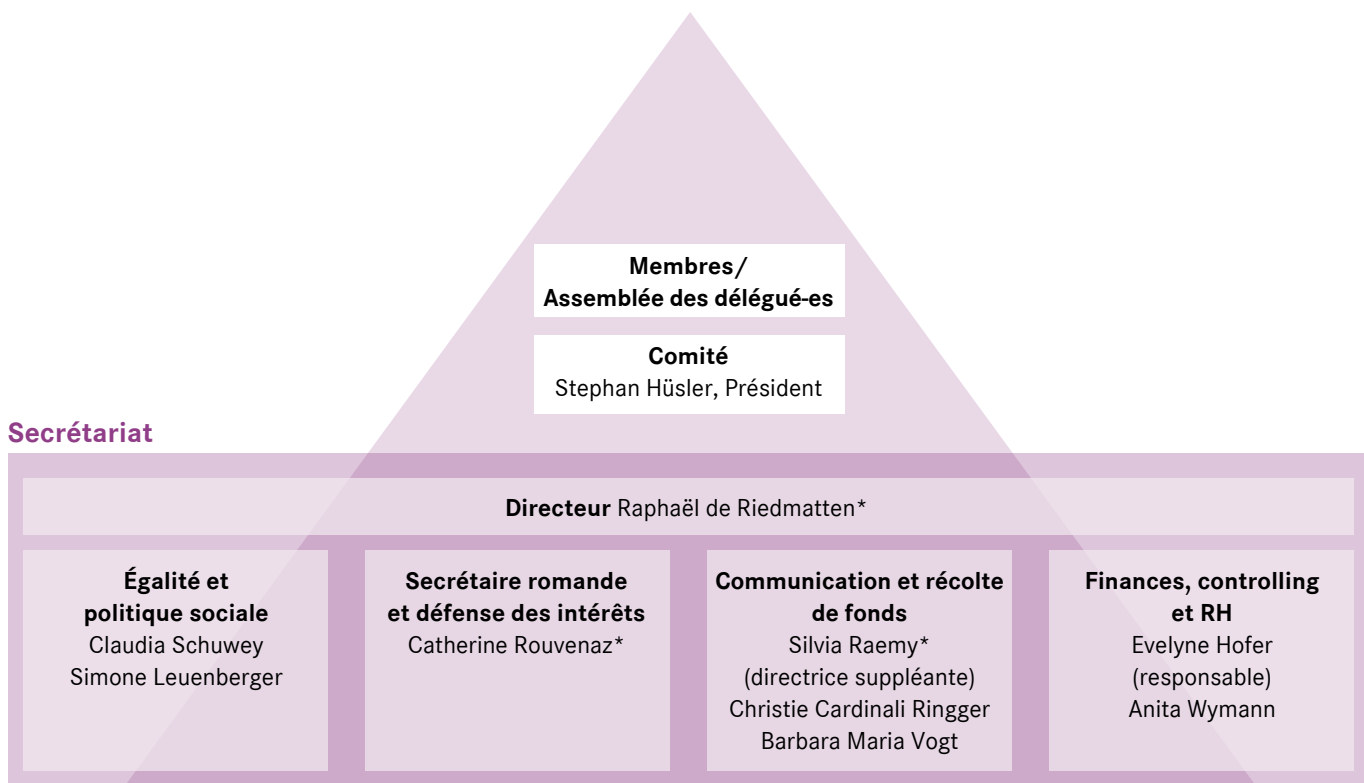 Membres/
Assemblée des délégué-es
Comité
Stephan Hüsler, Président
Secrétariat
Directeur Raphaël de Riedmatten*
Égalité et
politique sociale
Claudia Schuwey
Simone Leuenberger
Secrétaire romande
et défense des intérêts
Catherine Rouvenaz*
Communication et récolte
de fonds
Silvia Raemy*
(directrice suppléante)
Christie Cardinali Ringger
Barbara Maria Vogt
Finances, controlling
et RH
Evelyne Hofer
(responsable)
Anita Wymann